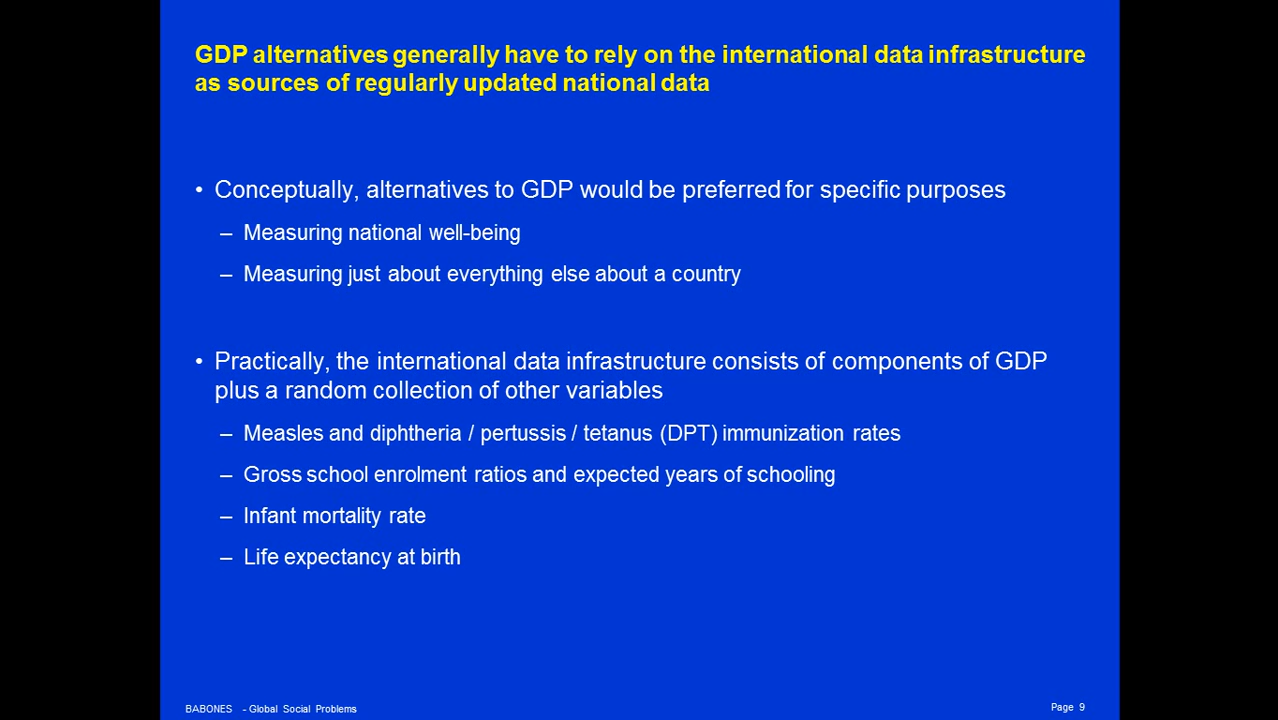 GDP alternatives generally have to rely on the international data infrastructure
as sources of regularly updated national data
• Conceptually, alternatives to GDP would be preferred for specific purposes
– Measuring national well-being
– Measuring just about everything else about a country
• Practically, the international data infrastructure consists of components of GDP
plus a random collection of other variables
– Measles and diphtheria / pertussis / tetanus (DPT) immunization rates
– Gross school enrolment ratios and expected years of schooling
– Infant mortality rate
– Life expectancy at birth
BABONES - Global Social Problems
Page 9